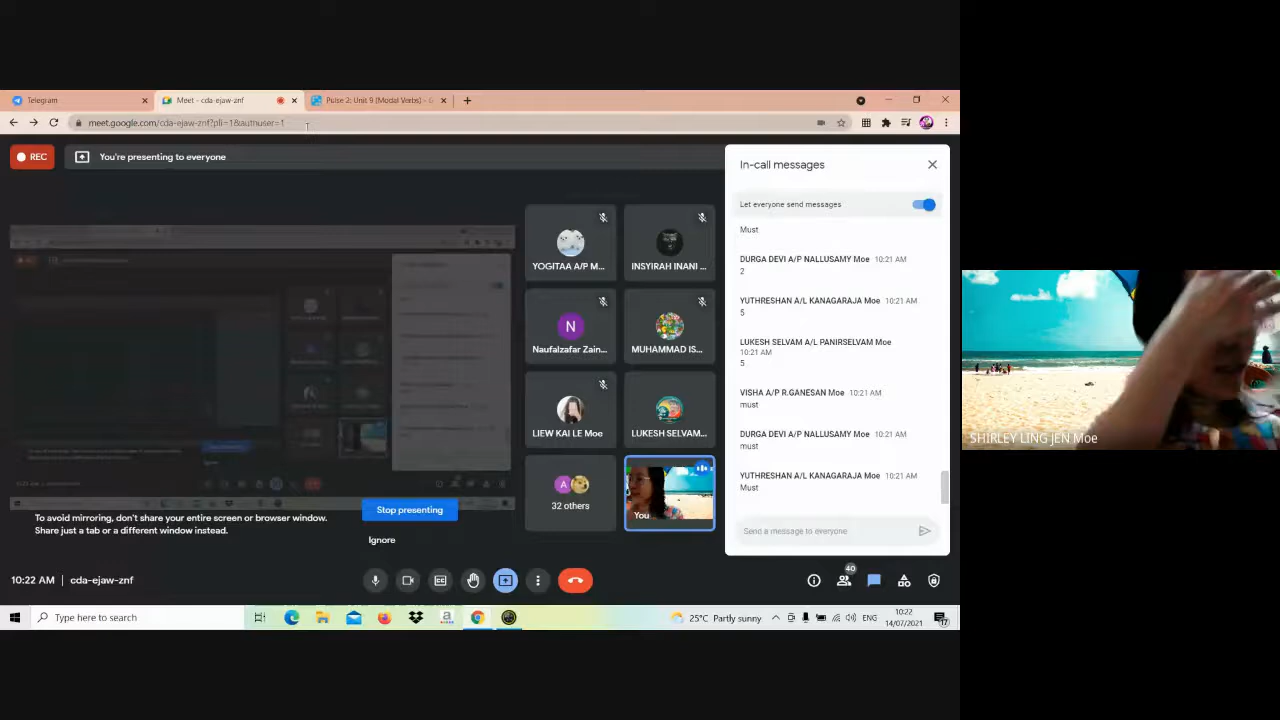 Telegram
Meet - cda-ejaw-znf
Pulse 2: Unit 9 (Modal Verbs) - G
meet.google.com/cda-ejaw-znf?pli=1&authuser=1
REC
You're presenting to everyone
In-call messages
Let everyone send messages
Must
DURGA DEVI A/P NALLUSAMY Moe 10:21 AM
2
YUTHRESHAN A/L KANAGARAJA Moe 10:21 AM
5
LUKESH SELVAM A/L PANIRSELVAM Moe
10:21 AM
5
VISHA A/P R.GANESAN Moe 10:21 AM
must
DURGA DEVI A/P NALLUSAMY Moe 10:21 AM
must
YUTHRESHAN A/L KANAGARAJA Moe 10:21 AM
Must
Send a message to everyone
YOGITAA A/P M...
INSYIRAH INANI ...
N
Naufalzafar Zain...
MUHAMMAD IS...
LIEW KAI LE Moe
LUKESH SELVAM...
A
32 others
You
To avoid mirroring, don't share your entire screen or browser window.
Share just a tab or a different window instead.
Stop presenting
Ignore
10:22 AM | cda-ejaw-znf
40
Type here to search
25°C Partly sunny
ENG
10:22
14/07/2021
17
SHIRLEY LING JEN Moe